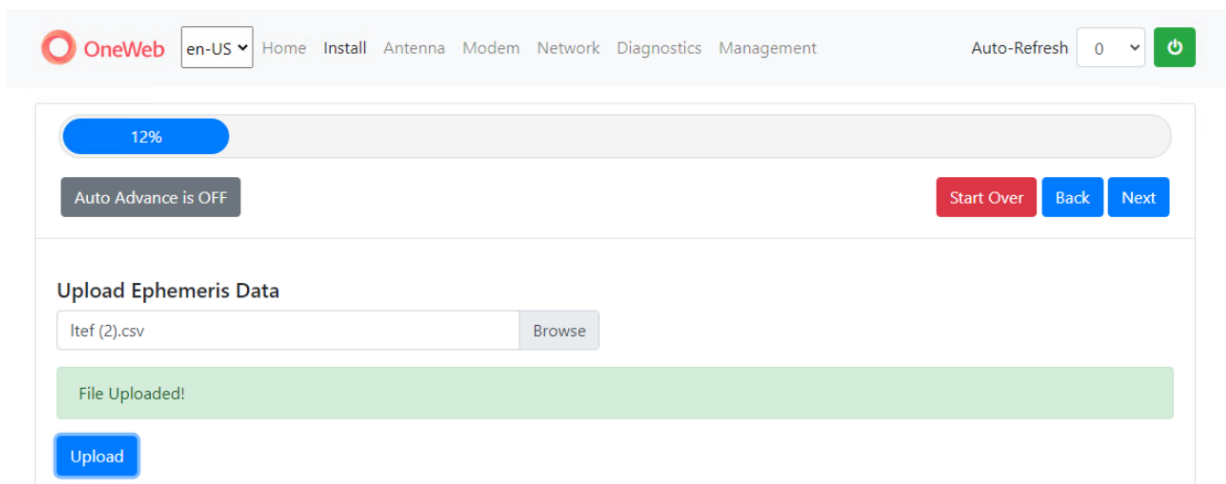 OneWeb en-US Home Install Antenna Modem Network Diagnostics Management Auto-Refresh 0
12%
Auto Advance is OFF Start Over Back Next
Upload Ephemeris Data
ltef (2).csv Browse
File Uploaded!
Upload